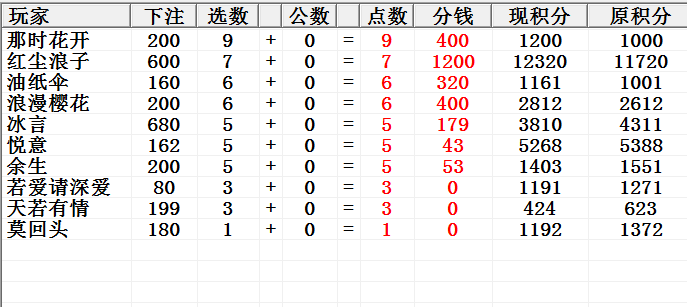 玩家 下注 选数 公数 点数 分钱 现积分 原积分
那时花开 200 9 + 0 = 9 400 1200 1000
红尘浪子 600 7 + 0 = 7 1200 12320 11720
油纸伞 160 6 + 0 = 6 320 1161 1001
浪漫樱花 200 6 + 0 = 6 400 2812 2612
冰言 680 5 + 0 = 5 179 3810 4311
悦意 162 5 + 0 = 5 43 5268 5388
余生 200 5 + 0 = 5 53 1403 1551
若爱请深爱 80 3 + 0 = 3 0 1191 1271
天若有情 199 3 + 0 = 3 0 424 623
莫回头 180 1 + 0 = 1 0 1192 1372